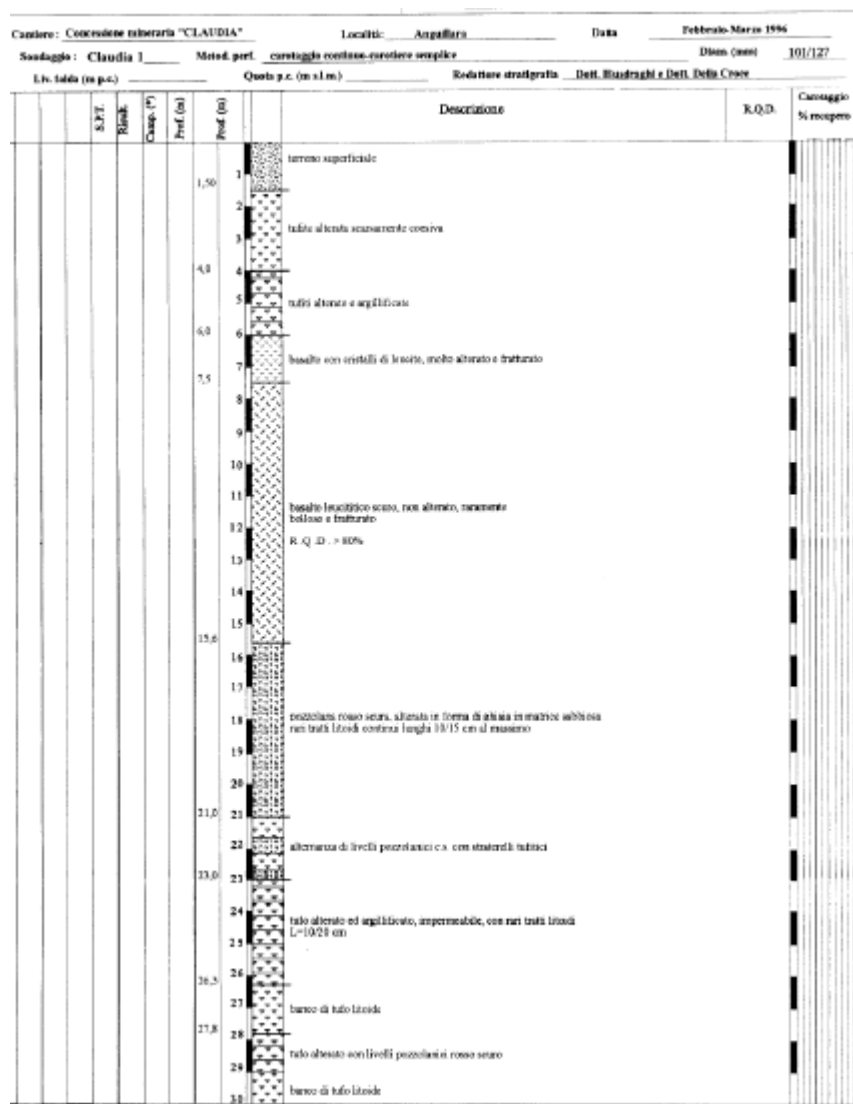 Cantiere : Concessione mineraria "CLAUDIA" Località: Anguillara Data Febbraio-Marzo 1996
Sondaggio : Claudia 1 Metod. perf. carotaggio continuo-carotiere semplice Diam. (mm) 101/127
Liv. falda (m p.c.) Quota p.c. (m s.l.m.) Redattore stratigrafia Dott. e Dott. Della Croce
S.P.T. Risult. Camp. (*) Pref. (m) Prof. (m) Descrizione R.Q.D. Carotaggio % recupero
terreno superficiale
1
1,50
2
tufite alterata scarsamente coesiva
3
4,0
4
tufiti alterate e argillificate
5
6,0
6
basalto con cristalli di leucite, molto alterato e fratturato
7
7,5
8
9
10
11
basalto leucititico scuro, non alterato, raramente
bolloso e fratturato
12
R.Q.D. > 80%
13
14
15
15,6
16
17
pozzolana rosso scura, alterata in forma di ghiaia in matrice sabbiosa
18
rari tratti litoidi continui lunghi 10/15 cm al massimo
19
20
21,0
21
22
alternanza di livelli pozzolanici c.s. con straterelli tufitici
23,0
23
24
tufo alterato ed argillificato, impermeabile, con rari tratti litoidi
L=10/20 cm
25
26
26,3
27
banco di tufo litoide
27,8
28
tufo alterato con livelli pozzolanici rosso scuro
29
banco di tufo litoide
30